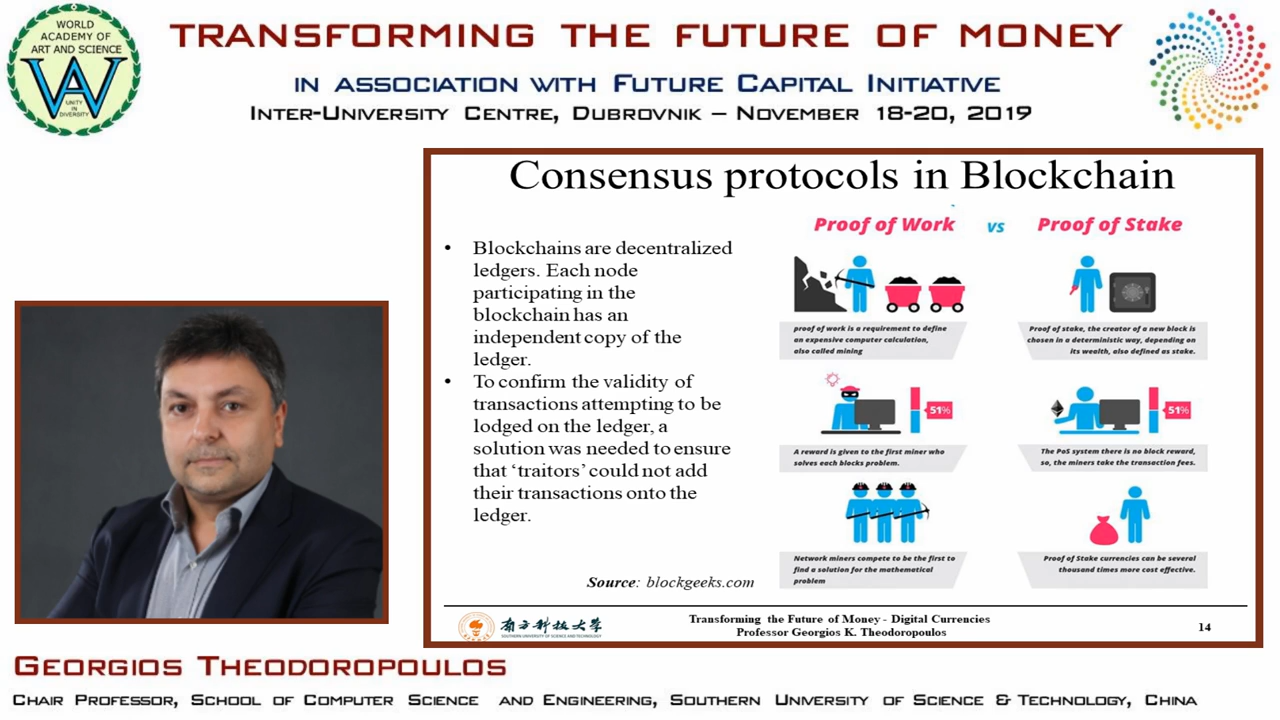 WORLD
ACADEMY OF
ART AND SCIENCE
UNITY
IN
DIVERSITY
TRANSFORMING THE FUTURE OF MONEY
IN ASSOCIATION WITH FUTURE CAPITAL INITIATIVE
INTER-UNIVERSITY CENTRE, DUBROVNIK – NOVEMBER 18-20, 2019
Consensus protocols in Blockchain
• Blockchains are decentralized
ledgers. Each node
participating in the
blockchain has an
independent copy of the
ledger.
• To confirm the validity of
transactions attempting to be
lodged on the ledger, a
solution was needed to ensure
that ‘traitors’ could not add
their transactions onto the
ledger.
Source: blockgeeks.com
Proof of Work vs Proof of Stake
proof of work is a requirement to define
an expensive computer calculation,
also called mining
Proof of stake, the creator of a new block is
chosen in a deterministic way, depending on
its wealth, also defined as stake.
51%
51%
A reward is given to the first miner who
solves each blocks problem.
The PoS system there is no block reward,
so, the miners take the transaction fees.
Network miners compete to be the first to
find a solution for the mathematical
problem
Proof of Stake currencies can be several
thousand times more cost effective.
南方科技大学
SOUTHERN UNIVERSITY OF SCIENCE AND TECHNOLOGY
Transforming the Future of Money - Digital Currencies
Professor Georgios K. Theodoropoulos
14
GEORGIOS THEODOROPOULOS
CHAIR PROFESSOR, SCHOOL OF COMPUTER SCIENCE AND ENGINEERING, SOUTHERN UNIVERSITY OF SCIENCE & TECHNOLOGY, CHINA